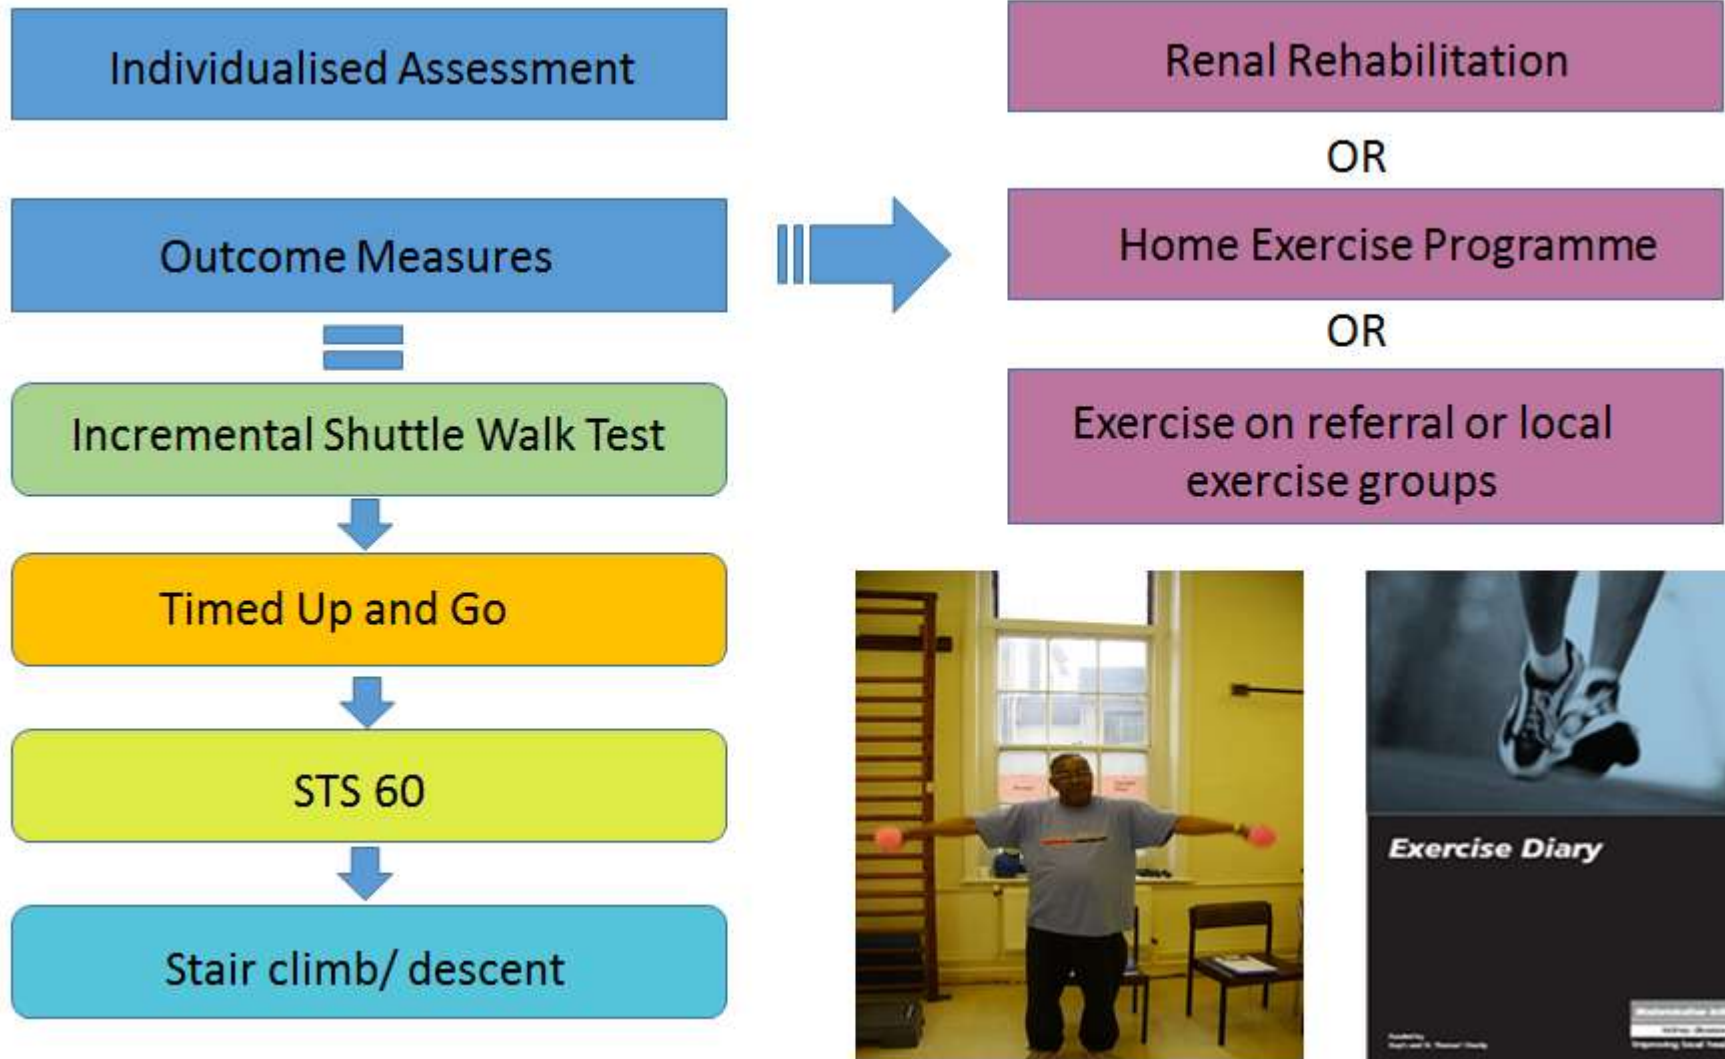 Individualised Assessment
Outcome Measures
Incremental Shuttle Walk Test
Timed Up and Go
STS 60
Stair climb/ descent
Renal Rehabilitation
OR
Home Exercise Programme
OR
Exercise on referral or local
exercise groups
Exercise Diary